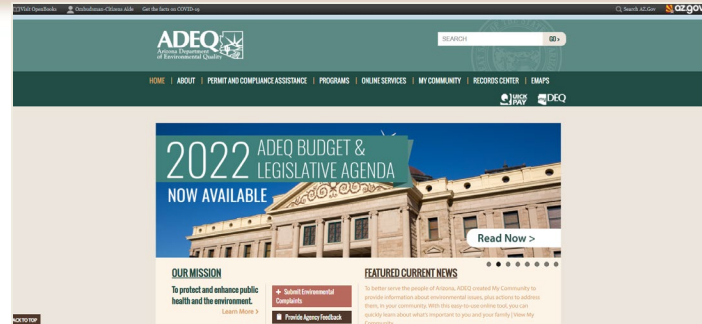 Visit OpenBooks Ombudsman-Citizens Aide Get the facts on COVID-19 Search AZ.Gov az.gov
ADEQ
Arizona Department
of Environmental Quality
SEARCH GO >
HOME | ABOUT | PERMIT AND COMPLIANCE ASSISTANCE | PROGRAMS | ONLINE SERVICES | MY COMMUNITY | RECORDS CENTER | EMAPS
QUICK PAY DEQ
2022 ADEQ BUDGET &
LEGISLATIVE AGENDA
NOW AVAILABLE
Read Now >
OUR MISSION
To protect and enhance public
health and the environment.
Learn More >
+ Submit Environmental
Complaints
Provide Agency Feedback
FEATURED CURRENT NEWS
To better serve the people of Arizona, ADEQ created My Community to
provide information about environmental issues, plus actions to address
them, in your community. With this easy-to-use online tool, you can
quickly learn about what's important to you and your family | View My
Community
BACK TO TOP